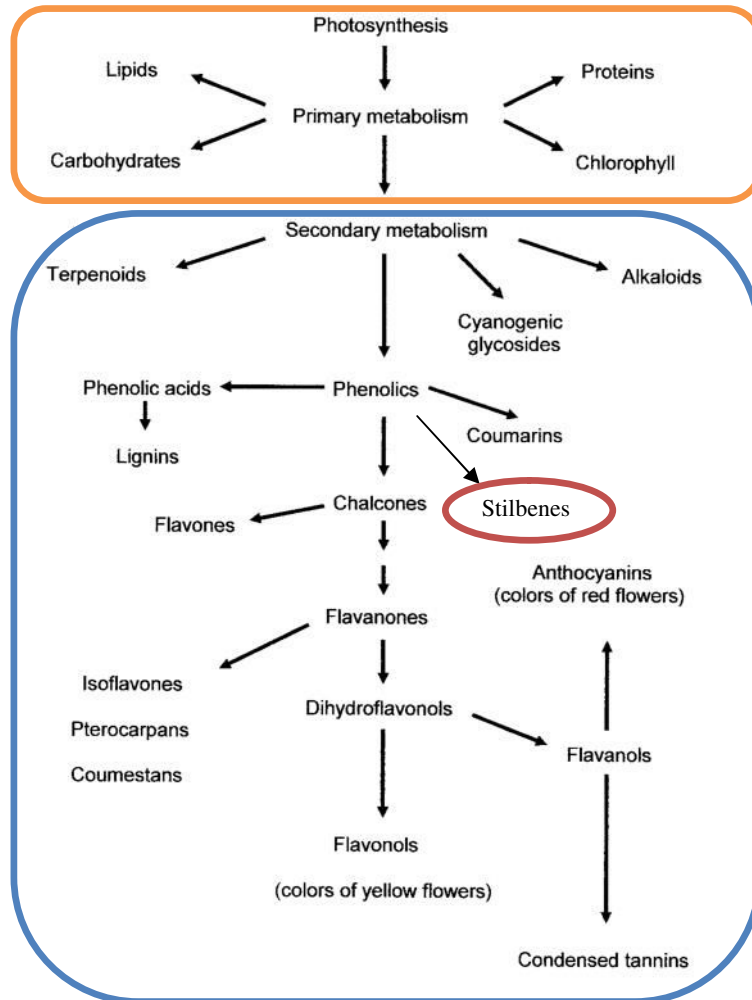 Photosynthesis
Lipids
Proteins
Primary metabolism
Carbohydrates
Chlorophyll
Secondary metabolism
Terpenoids
Alkaloids
Cyanogenic
glycosides
Phenolic acids
Phenolics
Coumarins
Lignins
Chalcones
Stilbenes
Flavones
Anthocyanins
(colors of red flowers)
Flavanones
Isoflavones
Pterocarpans
Coumestans
Dihydroflavonols
Flavanols
Flavonols
(colors of yellow flowers)
Condensed tannins